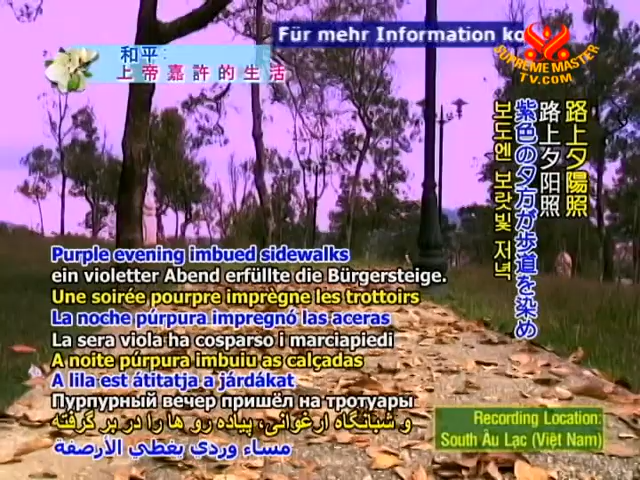 Für mehr Information ko
SUPREME MASTER
TV.COM
和平:
上帝嘉許的生活
路上夕陽照
路上夕阳照
紫色の夕方が歩道を染め
보도엔 보랏빛 저녁
Purple evening imbued sidewalks
ein violetter Abend erfüllte die Bürgersteige.
Une soirée pourpre imprègne les trottoirs
La noche púrpura impregnó las aceras
La sera viola ha cosparso i marciapiedi
A noite púrpura imbuiu as calçadas
A lila est átitatja a járdákat
Пурпурный вечер пришёл на тротуары
و شبانگاه ارغوانی، پیاده رو ها را در بر گرفته
مساء وردي يغطي الأرصفة
Recording Location:
South Âu Lạc (Việt Nam)